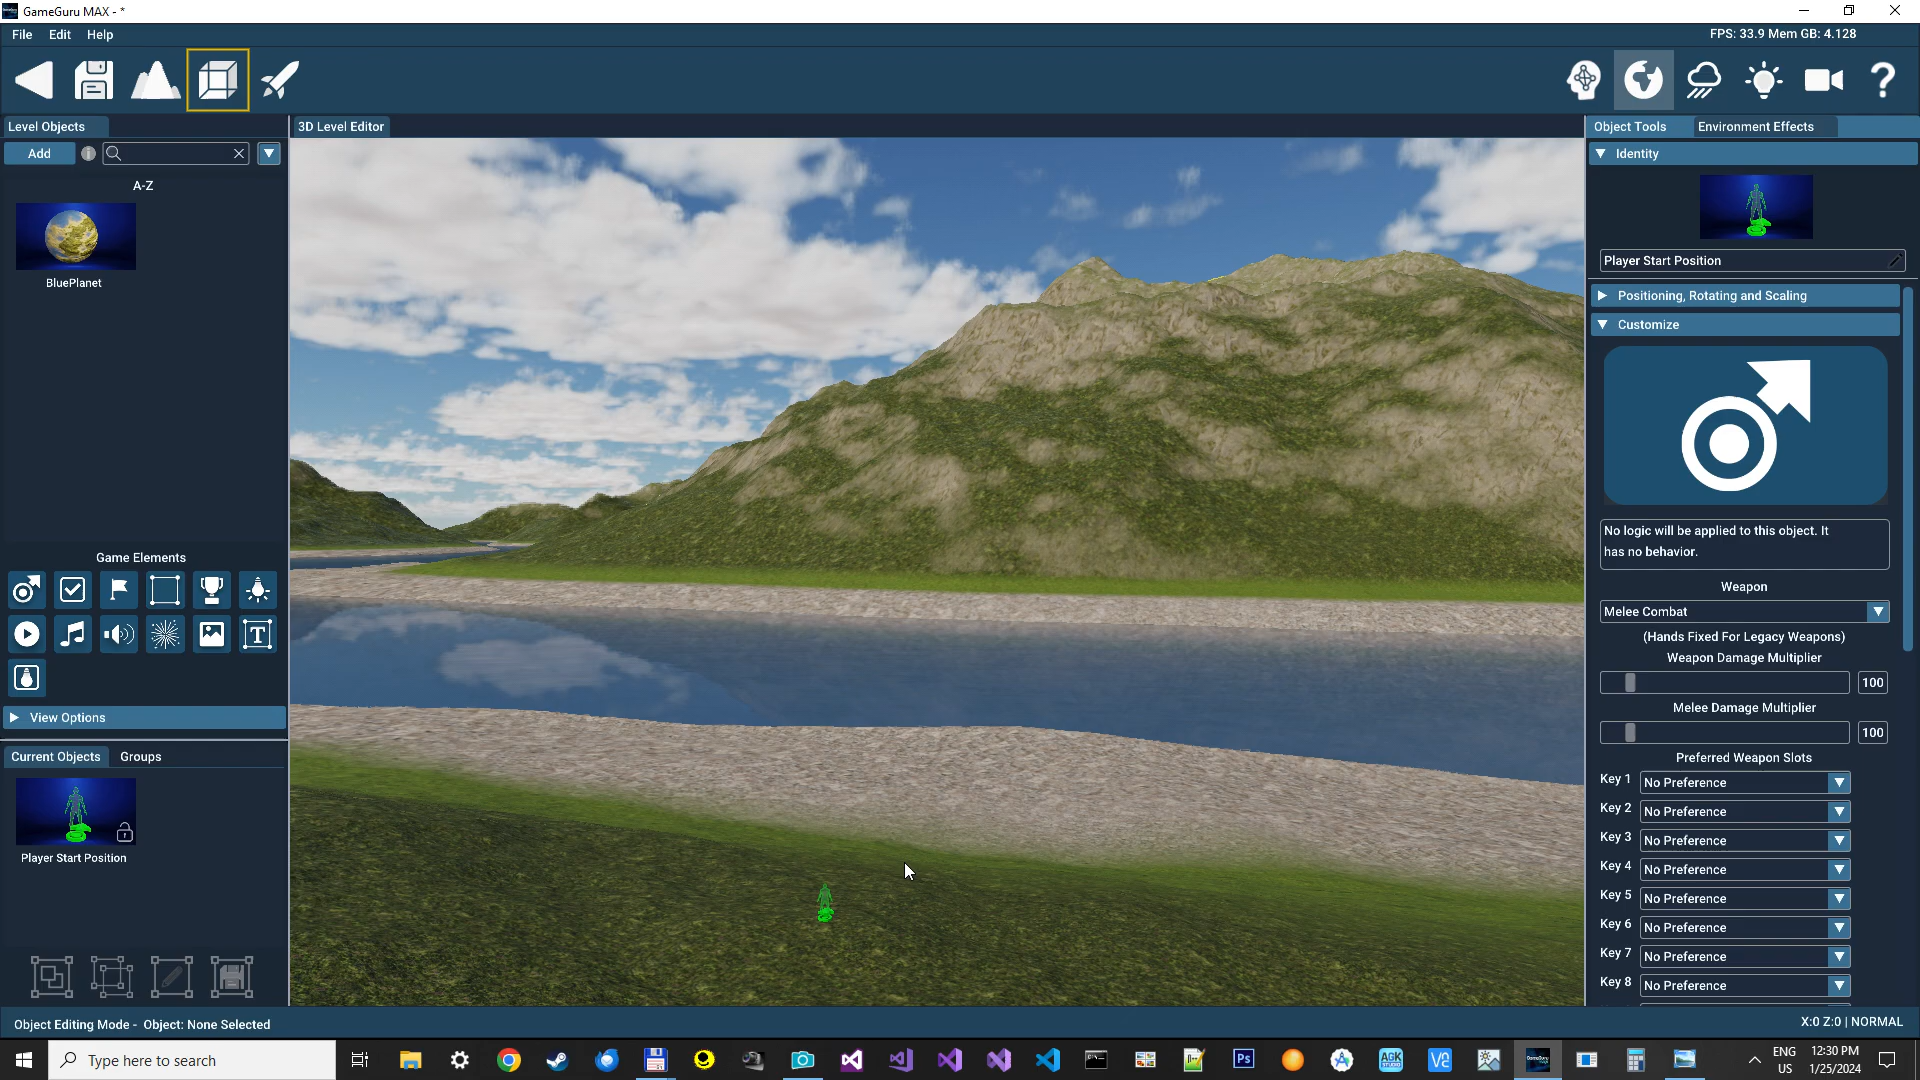 GameGuru MAX - *
File Edit Help
FPS: 33.9 Mem GB: 4.128
Level Objects
Add
A-Z
BluePlanet
Game Elements
View Options
Current Objects Groups
Player Start Position
3D Level Editor
Object Tools Environment Effects
Identity
Player Start Position
Positioning, Rotating and Scaling
Customize
No logic will be applied to this object. It
has no behavior.
Weapon
Melee Combat
(Hands Fixed For Legacy Weapons)
Weapon Damage Multiplier
100
Melee Damage Multiplier
100
Preferred Weapon Slots
Key 1 No Preference
Key 2 No Preference
Key 3 No Preference
Key 4 No Preference
Key 5 No Preference
Key 6 No Preference
Key 7 No Preference
Key 8 No Preference
Object Editing Mode - Object: None Selected
X:0 Z:0 | NORMAL
Type here to search
Ps
AGK
STUDIO
ENG
US
12:30 PM
1/25/2024